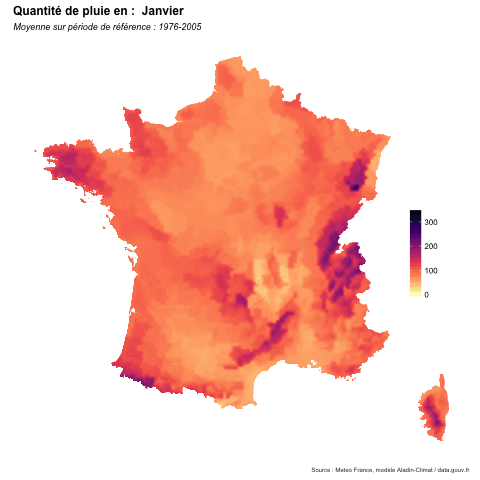 Quantité de pluie en :  Janvier
Moyenne sur période de référence : 1976-2005
300
200
100
0
Source : Meteo France, modèle Aladin-Climat / data.gouv.fr